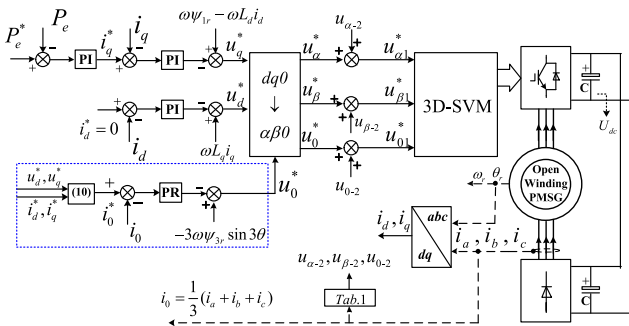 P_e^* P_e i_q^* i_q ωψ_{1r} − ωL_d i_d u_q^*
+ − PI + − PI − +
i_d^* = 0 i_d PI u_d^* ωL_q i_q
u_d^*, u_q^*
i_d^*, i_q^*
(10) i_0^* i_0 PR u_0^*
−3ωψ_{3r} sin 3θ
dq0
↓
αβ0
u_α^* u_{α-2} u_{α1}^*
u_β^* u_{β-2} u_{β1}^*
u_0^* u_{0-2} u_{01}^*
3D-SVM
+ C
U_{dc}
Open
Winding
PMSG
ω_r θ_r
i_d, i_q
abc
dq
i_a, i_b, i_c
u_{α-2}, u_{β-2}, u_{0-2}
Tab.1
i_0 = \frac{1}{3}(i_a + i_b + i_c)
+ C